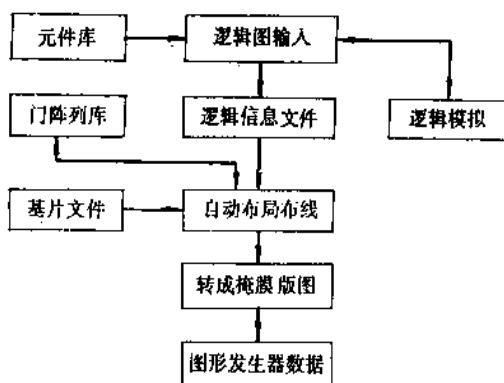 元件库
逻辑图输入
门阵列库
逻辑信息文件
逻辑模拟
基片文件
自动布局布线
转成掩膜版图
图形发生器数据